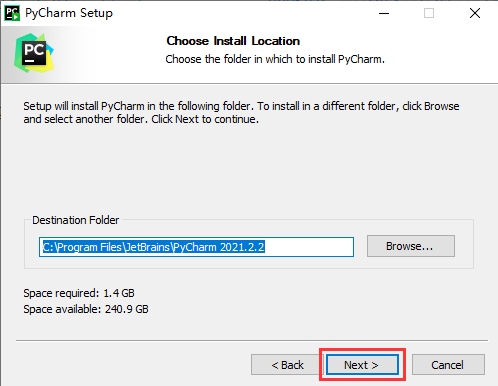 PyCharm Setup
PC
Choose Install Location
Choose the folder in which to install PyCharm.
Setup will install PyCharm in the following folder. To install in a different folder, click Browse
and select another folder. Click Next to continue.
Destination Folder
C:\Program Files\JetBrains\PyCharm 2021.2.2
Browse...
Space required: 1.4 GB
Space available: 240.9 GB
< Back
Next >
Cancel